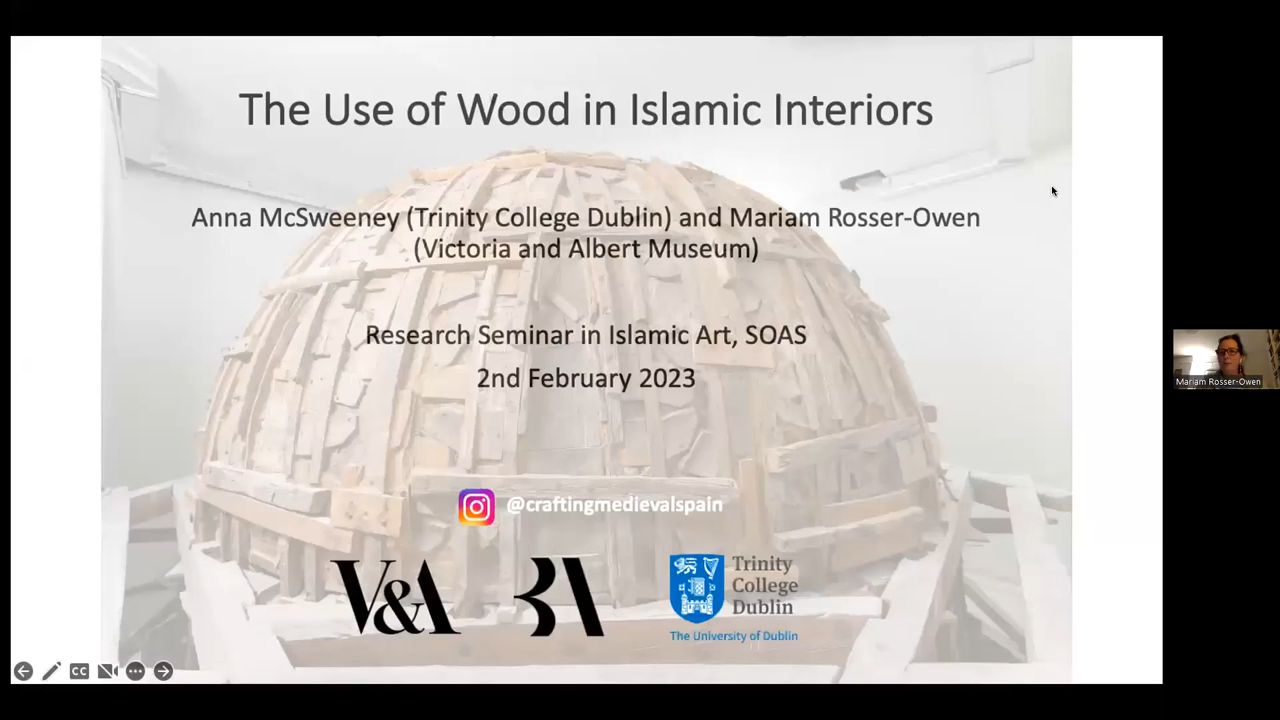 The Use of Wood in Islamic Interiors
Anna McSweeney (Trinity College Dublin) and Mariam Rosser-Owen
(Victoria and Albert Museum)
Research Seminar in Islamic Art, SOAS
2nd February 2023
@craftingmedievalspain
V&A
BA
Trinity
College
Dublin
The University of Dublin
CC
Mariam Rosser-Owen